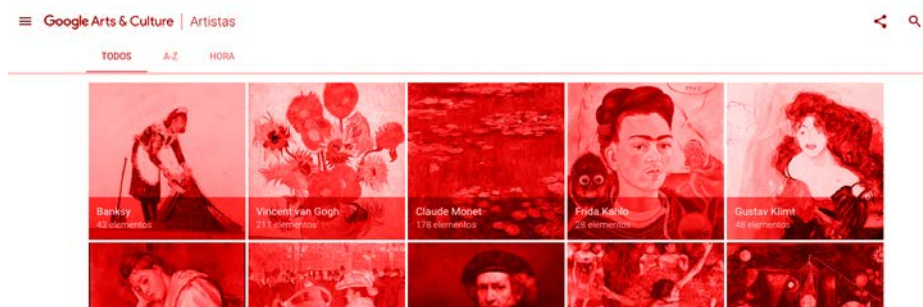 Google Arts & Culture | Artistas
TODOS A-Z HORA
Banksy
43 elementos
Vincent van Gogh
211 elementos
Claude Monet
178 elementos
Frida Kahlo
28 elementos
Gustav Klimt
48 elementos